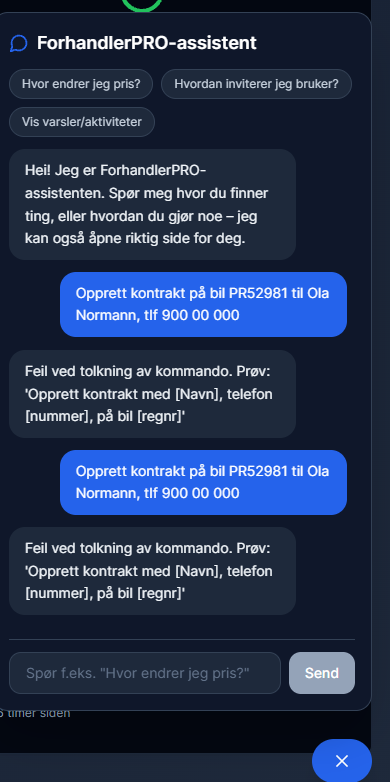 ForhandlerPRO-assistent
Hvor endrer jeg pris?
Hvordan inviterer jeg bruker?
Vis varsler/aktiviteter
Hei! Jeg er ForhandlerPRO-
assistenten. Spør meg hvor du finner
ting, eller hvordan du gjør noe – jeg
kan også åpne riktig side for deg.
Opprett kontrakt på bil PR52981 til Ola
Normann, tlf 900 00 000
Feil ved tolkning av kommando. Prøv:
'Opprett kontrakt med [Navn], telefon
[nummer], på bil [regnr]'
Opprett kontrakt på bil PR52981 til Ola
Normann, tlf 900 00 000
Feil ved tolkning av kommando. Prøv:
'Opprett kontrakt med [Navn], telefon
[nummer], på bil [regnr]'
Spør f.eks. "Hvor endrer jeg pris?"
Send
timer siden